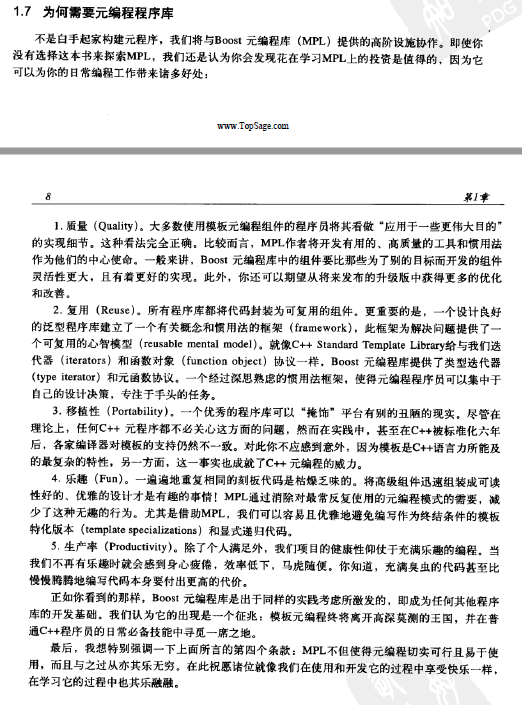 1.7 为何需要元编程程序库
不是白手起家构建元程序，我们将与Boost 元编程库（MPL）提供的高阶设施协作。即使你
没有选择这本书来探索MPL，我们还是认为你会发现花在学习MPL上的投资是值得的，因为它
可以为你的日常编程工作带来诸多好处：
www.TopSage.com
8 第1章
1. 质量（Quality）。大多数使用模板元编程组件的程序员将其看做“应用于一些更伟大目的”
的实现细节。这种看法完全正确。比较而言，MPL作者将开发有用的、高质量的工具和惯用法
作为他们的中心使命。一般来讲，Boost 元编程库中的组件要比那些为了别的目标而开发的组件
灵活性更大，且有着更好的实现。此外，你还可以期望从将来发布的升级版中获得更多的优化
和改善。
2. 复用（Reuse）。所有程序库都将代码封装为可复用的组件。更重要的是，一个设计良好
的泛型程序库建立了一个有关概念和惯用法的框架（framework），此框架为解决问题提供了一
个可复用的心智模型（reusable mental model）。就像C++ Standard Template Library给与我们迭
代器（iterators）和函数对象（function object）协议一样，Boost 元编程库提供了类型迭代器
（type iterator）和元函数协议。一个经过深思熟虑的惯用法框架，使得元编程程序员可以集中于
自己的设计决策，专注于手头的任务。
3. 移植性（Portability）。一个优秀的程序库可以“掩饰”平台有别的丑陋的现实。尽管在
理论上，任何C++ 元程序都不必关心这方面的问题，然而在实践中，甚至在C++被标准化六年
后，各家编译器对模板的支持仍然不一致。对此你不应感到意外，因为模板是C++语言力所能及
的最复杂的特性，另一方面，这一事实也成就了C++ 元编程的威力。
4. 乐趣（Fun）。一遍遍地重复相同的刻板代码是枯燥乏味的。将高级组件迅速组装成可读
性好的、优雅的设计才是有趣的事情！MPL通过消除对最常反复使用的元编程模式的需要，减
少了这种无趣的行为。尤其是借助MPL，我们可以容易且优雅地避免编写作为终结条件的模板
特化版本（template specializations）和显式递归代码。
5. 生产率（Productivity）。除了个人满足外，我们项目的健康性仰仗于充满乐趣的编程。当
我们不再有乐趣时就会感到身心疲倦，效率低下，马虎随便。你知道，充满臭虫的代码甚至比
慢慢腾腾地编写代码本身要付出更高的代价。
正如你看到的那样，Boost 元编程库是出于同样的实践考虑所激发的，即成为任何其他程序
库的开发基础。我们认为它的出现是一个征兆：模板元编程终将离开高深莫测的王国，并在普
通C++程序员的日常必备技能中寻觅一席之地。
最后，我想特别强调一下上面所言的第四个条款：MPL不但使得元编程切实可行且易于使
用，而且与之过从亦其乐无穷。在此祝愿诸位就像我们在使用和开发它的过程中享受快乐一样，
在学习它的过程中也其乐融融。